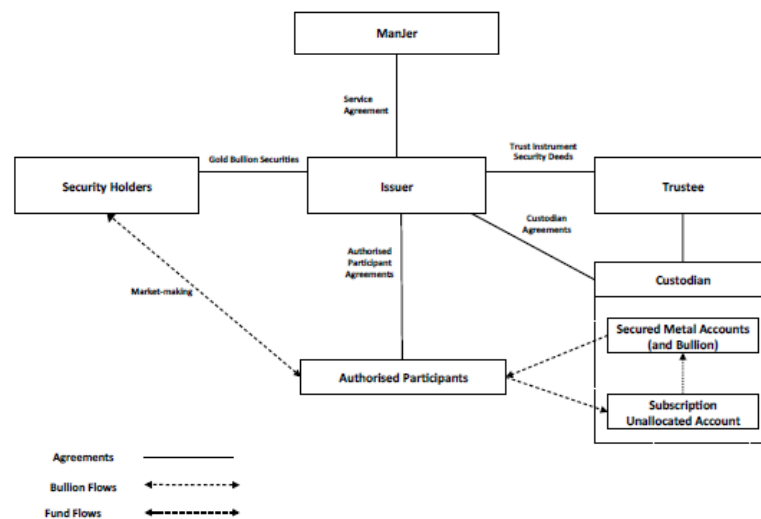 ManJer
Service
Agreement
Gold Bullion Securities
Trust Instrument
Security Deeds
Security Holders
Issuer
Trustee
Custodian
Agreements
Authorised
Participant
Agreements
Custodian
Market-making
Secured Metal Accounts
(and Bullion)
Authorised Participants
Subscription
Unallocated Account
Agreements
Bullion Flows
Fund Flows